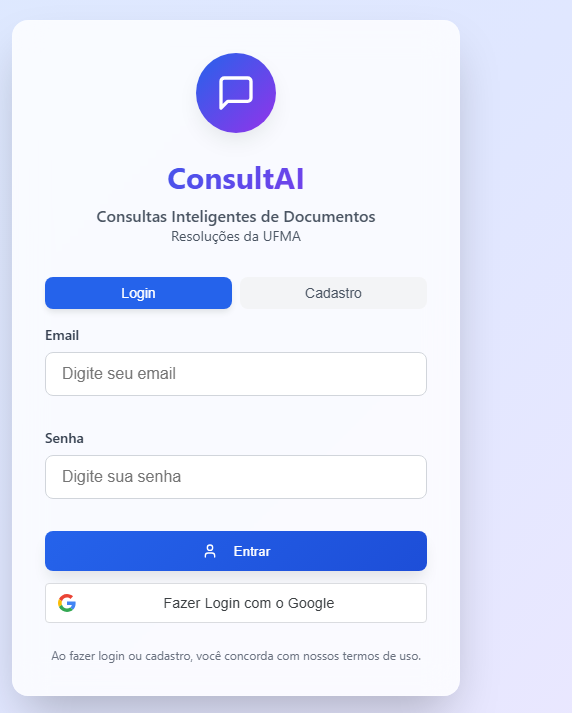 ConsultAI
Consultas Inteligentes de Documentos
Resoluções da UFMA
Login
Cadastro
Email
Digite seu email
Senha
Digite sua senha
Entrar
Fazer Login com o Google
Ao fazer login ou cadastro, você concorda com nossos termos de uso.